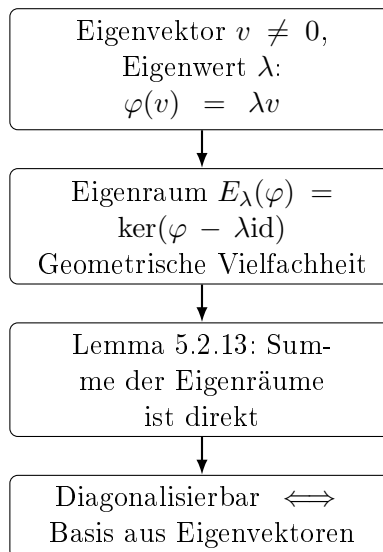 Eigenvektor v ≠ 0,
Eigenwert λ:
φ(v) = λv
Eigenraum E_λ(φ) =
ker(φ − λid)
Geometrische Vielfachheit
Lemma 5.2.13: Sum-
me der Eigenräume
ist direkt
Diagonalisierbar ⟺
Basis aus Eigenvektoren